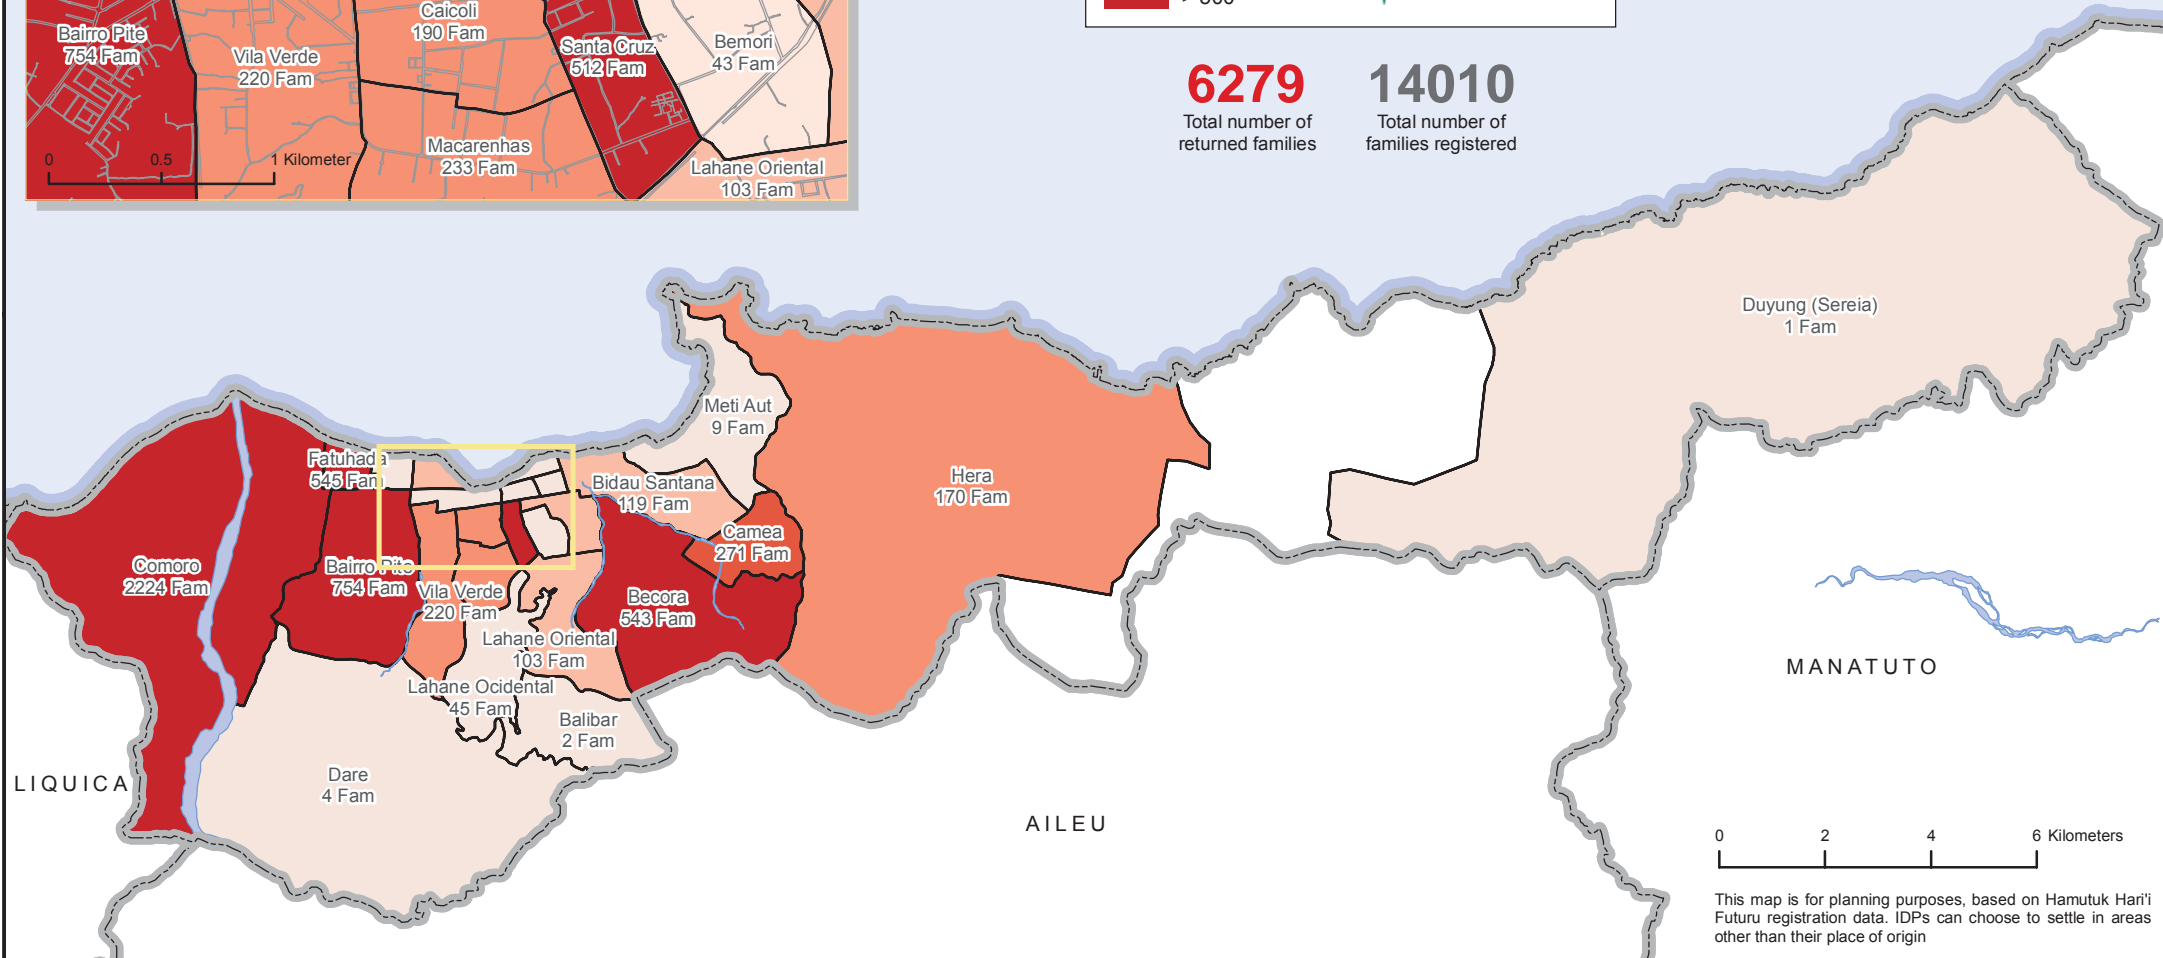 Caicoli
190 Fam
Bairro Pite
754 Fam
Vila Verde
220 Fam
Santa Cruz
512 Fam
Bemori
43 Fam
Macarenhas
233 Fam
Lahane Oriental
103 Fam
0 0.5 1 Kilometer
6279
Total number of
returned families
14010
Total number of
families registered
Duyung (Sereia)
1 Fam
Meti Aut
9 Fam
Fatuhada
545 Fam
Bidau Santana
119 Fam
Hera
170 Fam
Camea
271 Fam
Comoro
2224 Fam
Bairro Pite
754 Fam
Vila Verde
220 Fam
Becora
543 Fam
Lahane Oriental
103 Fam
Lahane Ocidental
45 Fam
Balibar
2 Fam
Dare
4 Fam
LIQUICA
AILEU
MANATUTO
0 2 4 6 Kilometers
This map is for planning purposes, based on Hamutuk Hari'i
Futuru registration data. IDPs can choose to settle in areas
other than their place of origin